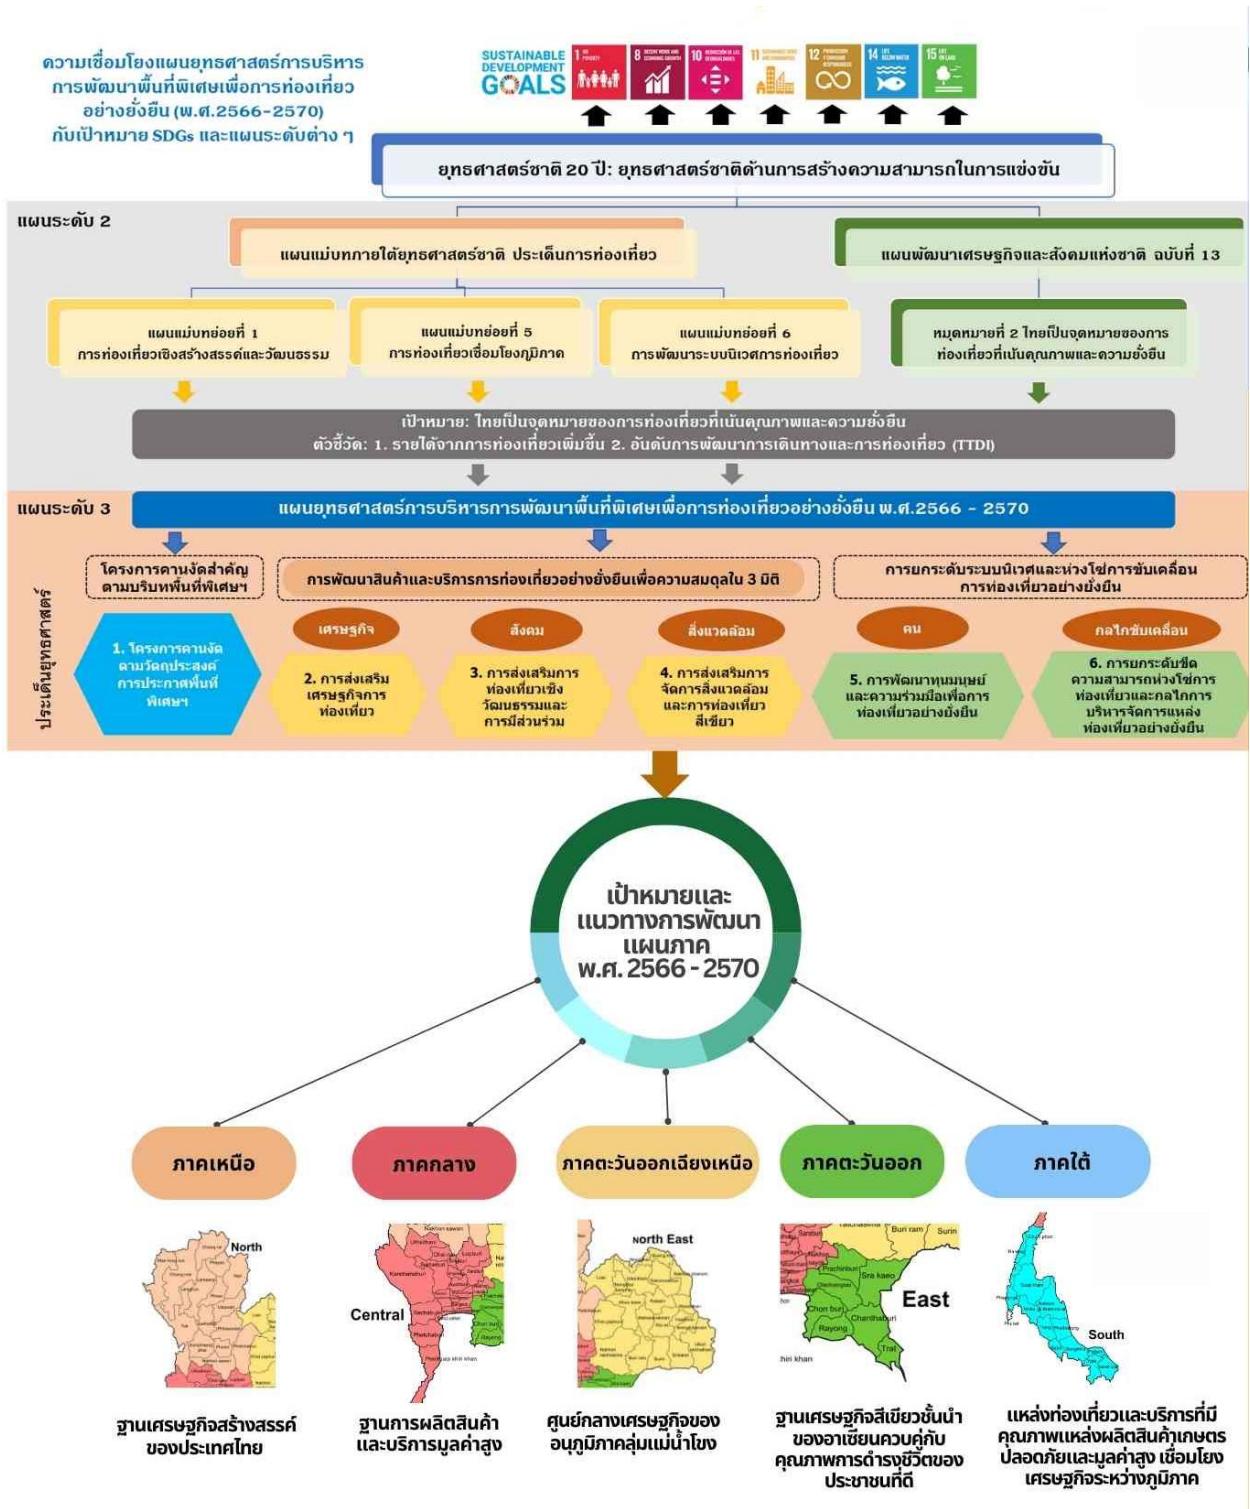 ความเชื่อมโยงแผนยุทธศาสตร์การบริหาร
การพัฒนาพื้นที่พิเศษเพื่อการท่องเที่ยว
อย่างยั่งยืน (พ.ศ.2566-2570)
กับเป้าหมาย SDGs และแผนระดับต่าง ๆ
SUSTAINABLE
DEVELOPMENT
GOALS
1 NO POVERTY
8 DECENT WORK AND ECONOMIC GROWTH
10
11
12
14 LIFE BELOW WATER
15 LIFE ON LAND
ยุทธศาสตร์ชาติ 20 ปี: ยุทธศาสตร์ชาติด้านการสร้างความสามารถในการแข่งขัน
แผนระดับ 2
แผนแม่บทภายใต้ยุทธศาสตร์ชาติ ประเด็นการท่องเที่ยว
แผนพัฒนาเศรษฐกิจและสังคมแห่งชาติ ฉบับที่ 13
แผนแม่บทย่อยที่ 1
การท่องเที่ยวเชิงสร้างสรรค์และวัฒนธรรม
แผนแม่บทย่อยที่ 5
การท่องเที่ยวเชื่อมโยงภูมิภาค
แผนแม่บทย่อยที่ 6
การพัฒนาระบบนิเวศการท่องเที่ยว
หมุดหมายที่ 2 ไทยเป็นจุดหมายของการ
ท่องเที่ยวที่เน้นคุณภาพและความยั่งยืน
เป้าหมาย: ไทยเป็นจุดหมายของการท่องเที่ยวที่เน้นคุณภาพและความยั่งยืน
ตัวชี้วัด: 1. รายได้จากการท่องเที่ยวเพิ่มขึ้น 2. อันดับการพัฒนาการเดินทางและการท่องเที่ยว (TTDI)
แผนระดับ 3
แผนยุทธศาสตร์การบริหารการพัฒนาพื้นที่พิเศษเพื่อการท่องเที่ยวอย่างยั่งยืน พ.ศ.2566 - 2570
ประเด็นยุทธศาสตร์
โครงการคานงัดสำคัญ
ตามบริบทพื้นที่พิเศษฯ
การพัฒนาสินค้าและบริการการท่องเที่ยวอย่างยั่งยืนเพื่อความสมดุลใน 3 มิติ
การยกระดับระบบนิเวศและห่วงโซ่การขับเคลื่อน
การท่องเที่ยวอย่างยั่งยืน
เศรษฐกิจ
สังคม
สิ่งแวดล้อม
คน
กลไกขับเคลื่อน
1. โครงการคานงัด
ตามวัตถุประสงค์
การประกาศพื้นที่
พิเศษฯ
2. การส่งเสริม
เศรษฐกิจการ
ท่องเที่ยว
3. การส่งเสริมการ
ท่องเที่ยวเชิง
วัฒนธรรมและ
การมีส่วนร่วม
4. การส่งเสริมการ
จัดการสิ่งแวดล้อม
และการท่องเที่ยว
สีเขียว
5. การพัฒนาทุนมนุษย์
และความร่วมมือเพื่อการ
ท่องเที่ยวอย่างยั่งยืน
6. การยกระดับขีด
ความสามารถห่วงโซ่การ
ท่องเที่ยวและกลไกการ
บริหารจัดการแหล่ง
ท่องเที่ยวอย่างยั่งยืน
เป้าหมายและ
แนวทางการพัฒนา
แผนภาค
พ.ศ. 2566 - 2570
ภาคเหนือ
ภาคกลาง
ภาคตะวันออกเฉียงเหนือ
ภาคตะวันออก
ภาคใต้
North
Central
North East
Buri ram
Surin
Prachinburi
Sra kaeo
Chon buri
Chanthaburi
Rayong
Trat
East
hiri khan
South
ฐานเศรษฐกิจสร้างสรรค์
ของประเทศไทย
ฐานการผลิตสินค้า
และบริการมูลค่าสูง
ศูนย์กลางเศรษฐกิจของ
อนุภูมิภาคลุ่มแม่น้ำโขง
ฐานเศรษฐกิจสีเขียวชั้นนำ
ของอาเซียนควบคู่กับ
คุณภาพการดำรงชีวิตของ
ประชาชนที่ดี
แหล่งท่องเที่ยวและบริการที่มี
คุณภาพแหล่งผลิตสินค้าเกษตร
ปลอดภัยและมูลค่าสูง เชื่อมโยง
เศรษฐกิจระหว่างภูมิภาค